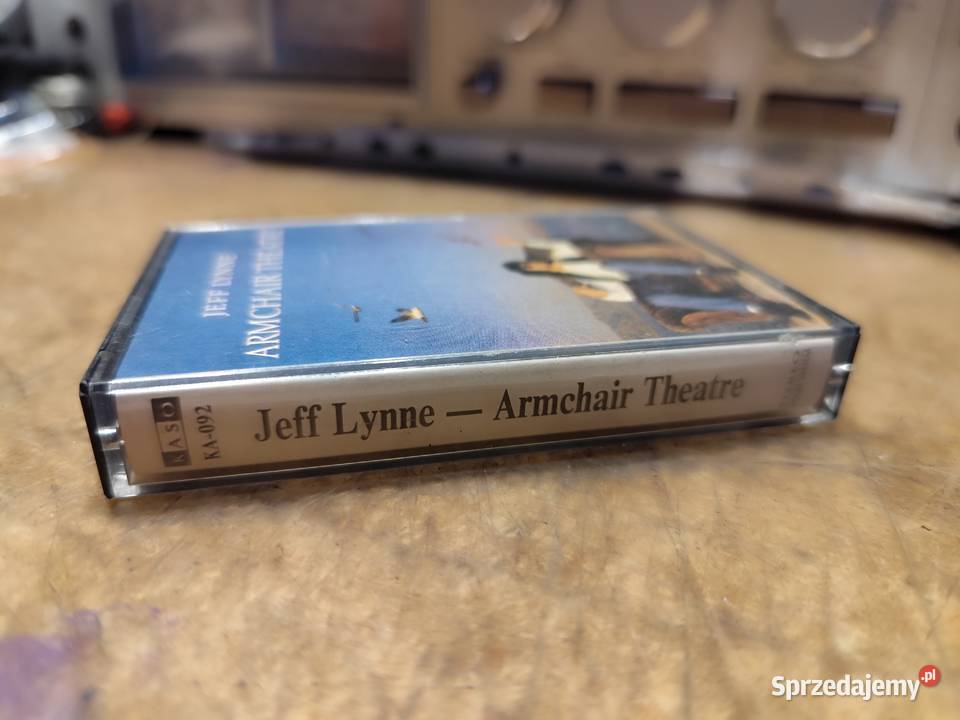 JEFF LYNNE
ARMCHAIR THEATRE
KASO
KA-092
Jeff Lynne — Armchair Theatre
Sprzedajemy.pl